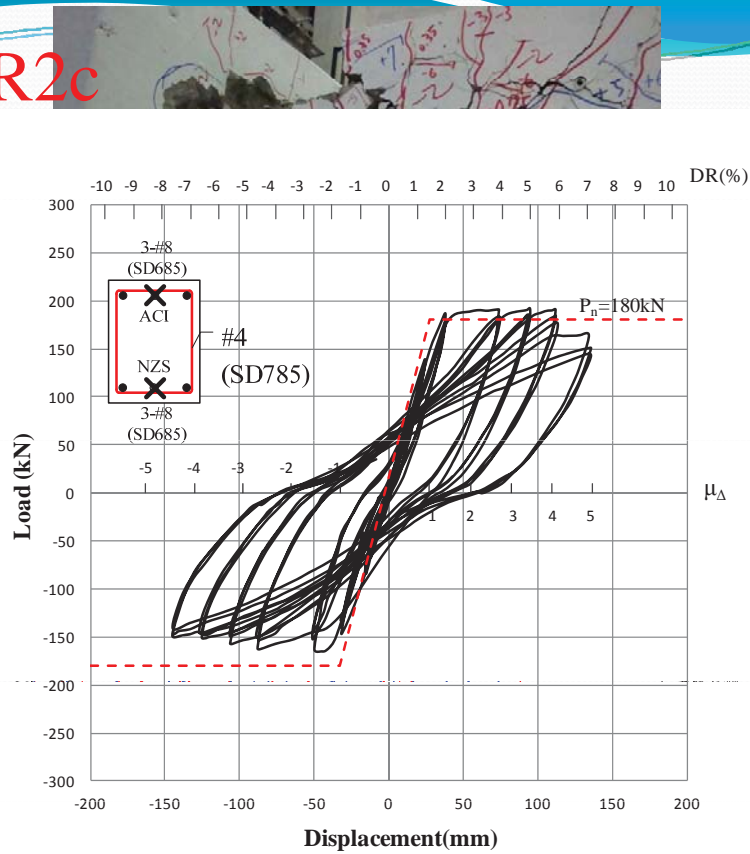 R2c
DR(%)
-10 -9 -8 -7 -6 -5 -4 -3 -2 -1 0 1 2 3 4 5 6 7 8 9 10
300
250
200
150
100
50
0
-50
-100
-150
-200
-250
-300
3-#8
(SD685)
ACI
NZS
3-#8
(SD685)
#4
(SD785)
Pn=180kN
-5 -4 -3 -2 -1
1 2 3 4 5
μΔ
Load (kN)
-200 -150 -100 -50 0 50 100 150 200
Displacement(mm)